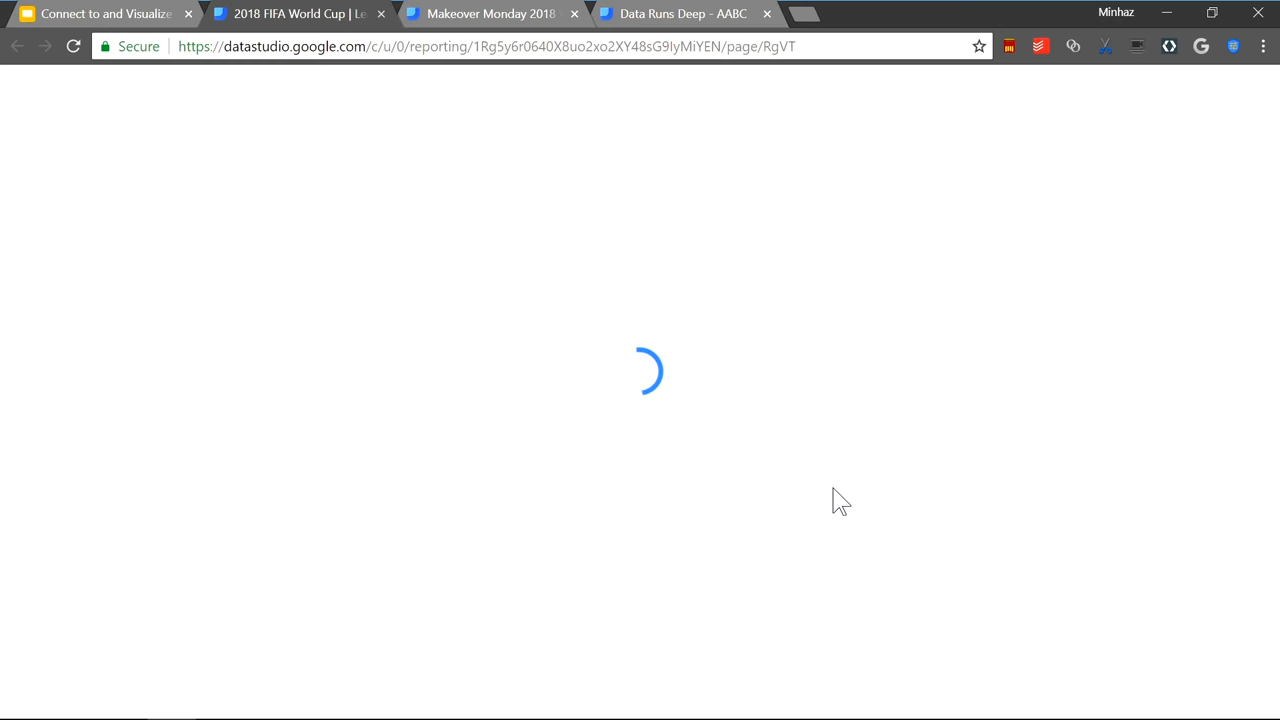 Connect to and Visualize
2018 FIFA World Cup | Le
Makeover Monday 2018
Data Runs Deep - AABC
Minhaz
Secure
https://datastudio.google.com/c/u/0/reporting/1Rg5y6r0640X8uo2xo2XY48sG9IyMiYEN/page/RgVT